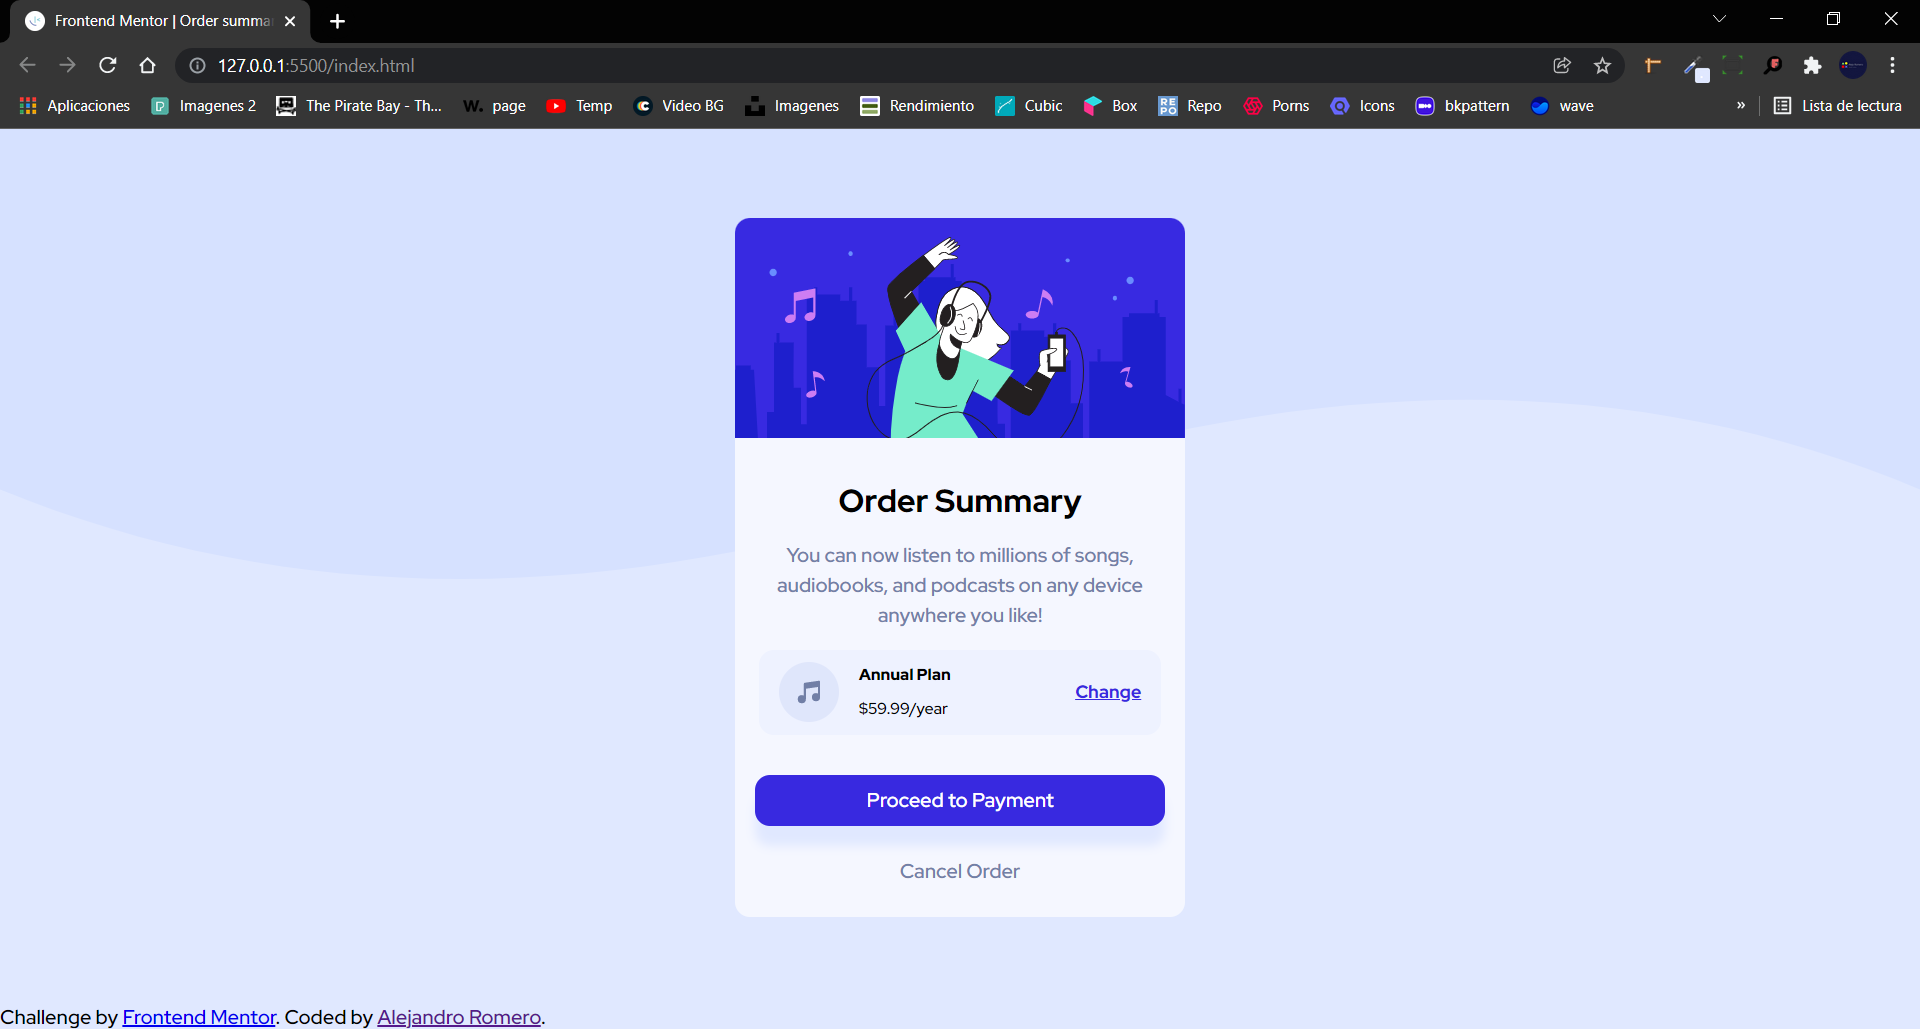 Frontend Mentor | Order summa
127.0.0.1:5500/index.html
Aplicaciones Imagenes 2 The Pirate Bay - Th... W. page Temp Video BG Imagenes Rendimiento Cubic Box REPO Repo Porns Icons bkpattern wave » Lista de lectura
Order Summary
You can now listen to millions of songs,
audiobooks, and podcasts on any device
anywhere you like!
Annual Plan
$59.99/year
Change
Proceed to Payment
Cancel Order
Challenge by Frontend Mentor. Coded by Alejandro Romero.